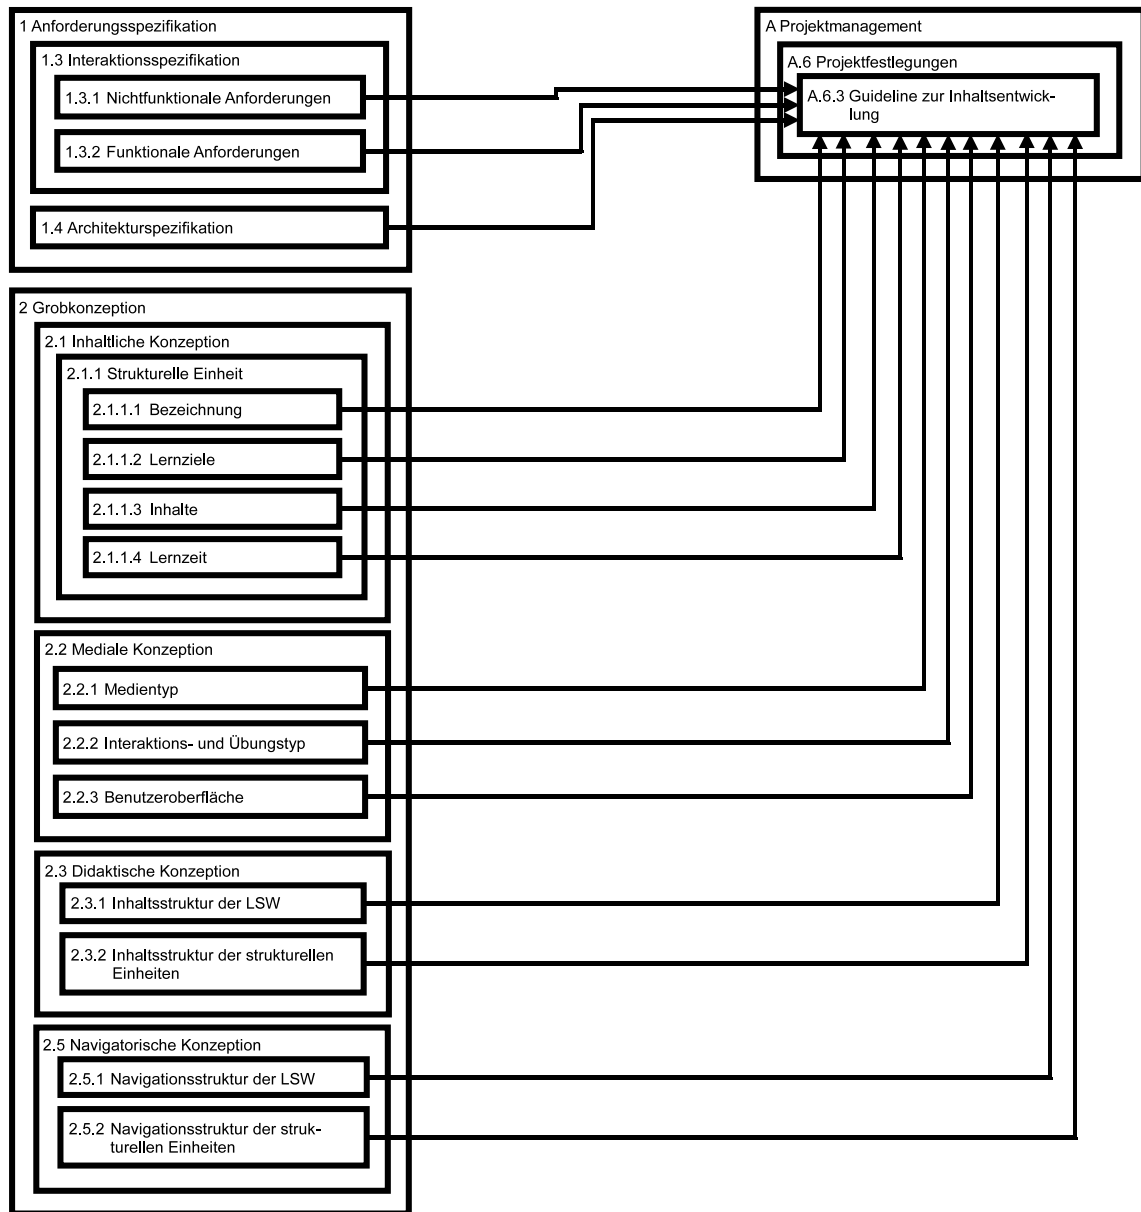 1 Anforderungsspezifikation
1.3 Interaktionsspezifikation
1.3.1 Nichtfunktionale Anforderungen
1.3.2 Funktionale Anforderungen
1.4 Architekturspezifikation
A Projektmanagement
A.6 Projektfestlegungen
A.6.3 Guideline zur Inhaltsentwick-
lung
2 Grobkonzeption
2.1 Inhaltliche Konzeption
2.1.1 Strukturelle Einheit
2.1.1.1 Bezeichnung
2.1.1.2 Lernziele
2.1.1.3 Inhalte
2.1.1.4 Lernzeit
2.2 Mediale Konzeption
2.2.1 Medientyp
2.2.2 Interaktions- und Übungstyp
2.2.3 Benutzeroberfläche
2.3 Didaktische Konzeption
2.3.1 Inhaltsstruktur der LSW
2.3.2 Inhaltsstruktur der strukturellen
Einheiten
2.5 Navigatorische Konzeption
2.5.1 Navigationsstruktur der LSW
2.5.2 Navigationsstruktur der struk-
turellen Einheiten